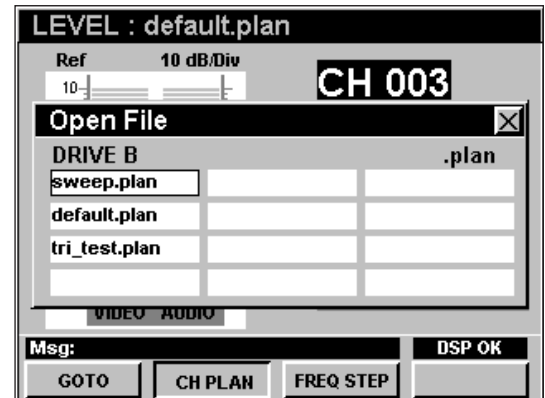 LEVEL : default.plan
Ref 10 dB/Div
10
CH 003
Open File
DRIVE B .plan
sweep.plan
default.plan
tri_test.plan
VIDEO AUDIO
Msg: DSP OK
GOTO CH PLAN FREQ STEP